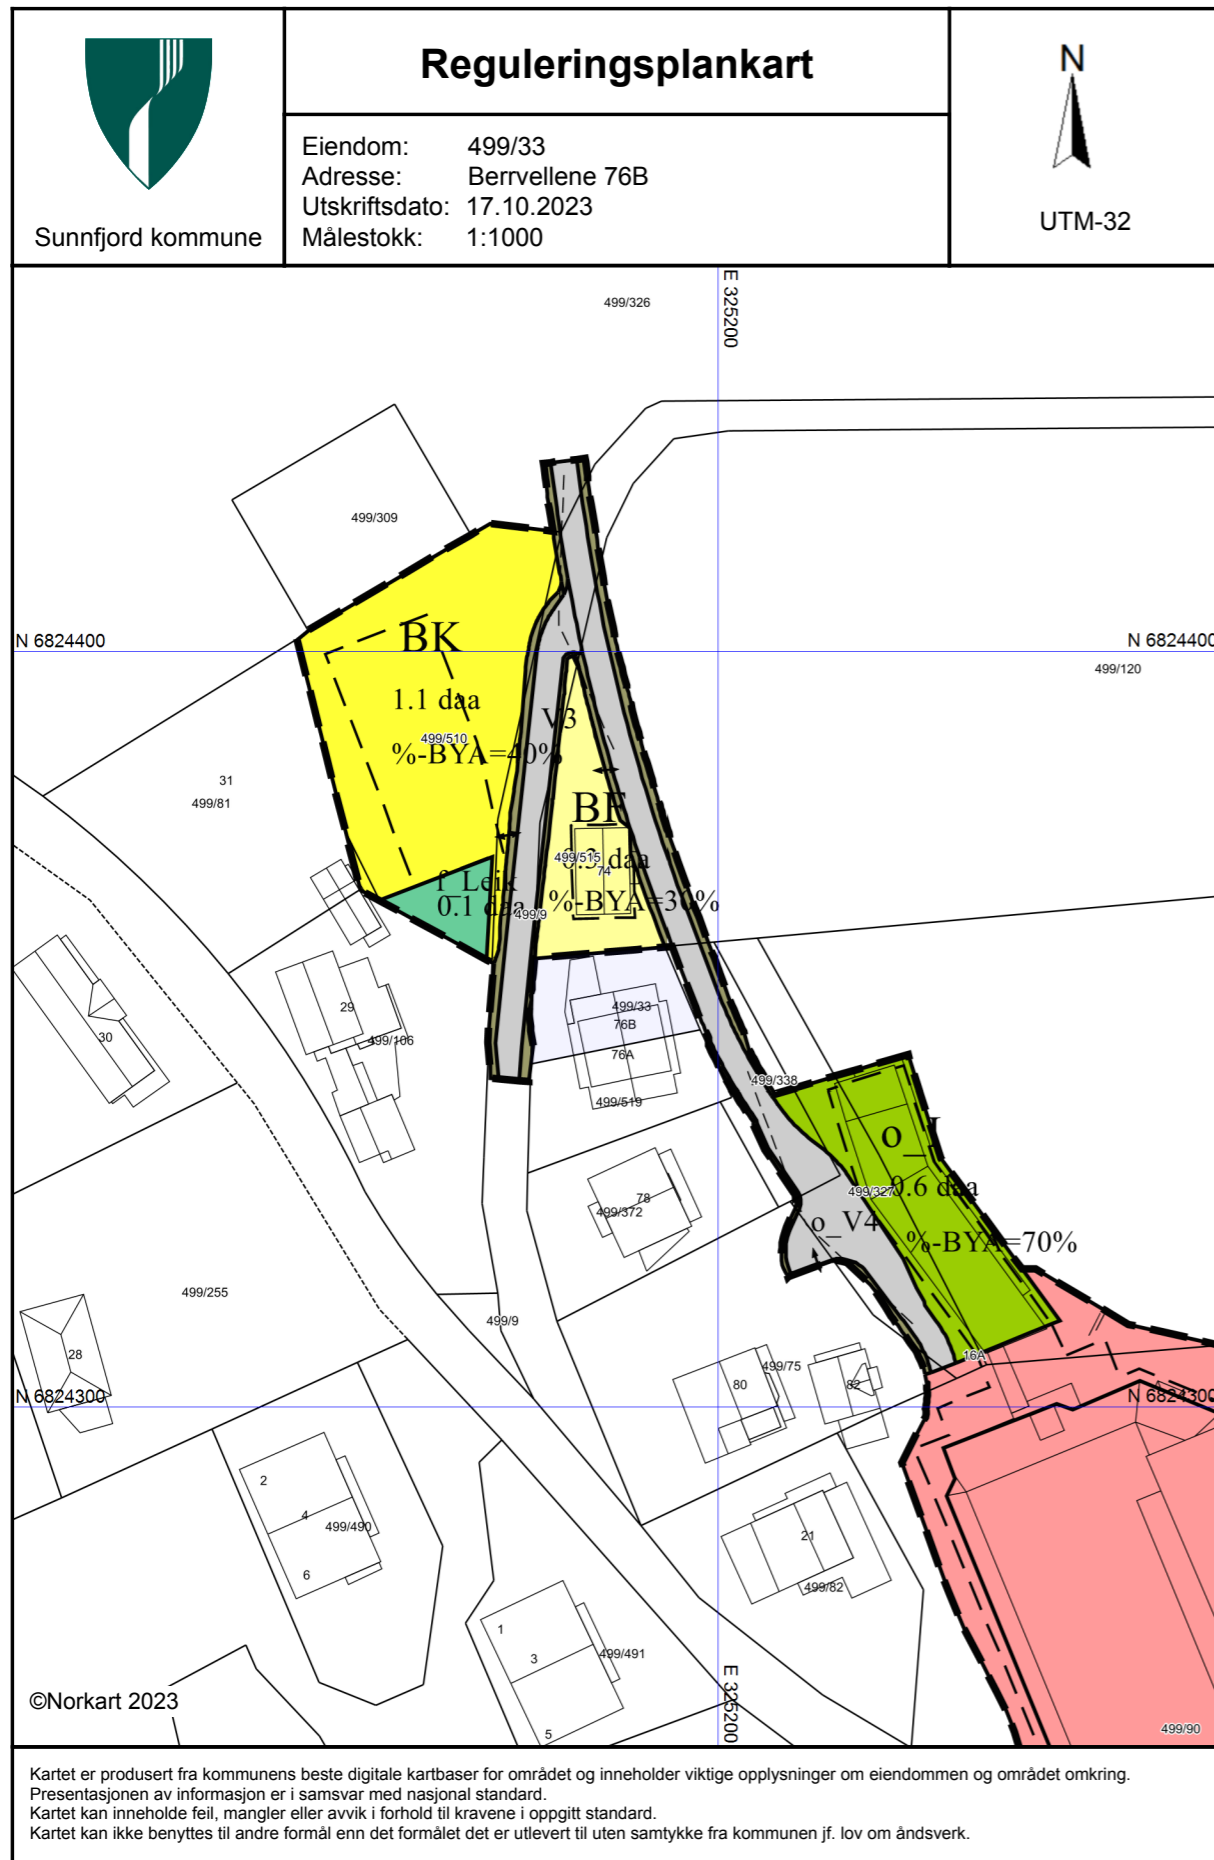 Sunnfjord kommune
Reguleringsplankart
Eiendom: 499/33
Adresse: Berrvellene 76B
Utskriftsdato: 17.10.2023
Målestokk: 1:1000
N
UTM-32
499/326
E 325200
499/309
N 6824400
BK
N 6824400
499/120
1.1 daa
V3
499/510
%-BYA=40%
31
499/81
BF
499/515
0.3 daa
74
f_Leik
0.1 daa
499/9
%-BYA=30%
29
499/106
30
499/33
76B
76A
499/519
499/338
o_I
0.6 daa
499/327
o_V4
%-BYA=70%
78
499/372
499/255
499/9
28
16A
499/75
80
82
N 6824300
N 6824300
2
4
499/490
6
21
499/82
1
3
499/491
5
E 325200
©Norkart 2023
499/90
Kartet er produsert fra kommunens beste digitale kartbaser for området og inneholder viktige opplysninger om eiendommen og området omkring.
Presentasjonen av informasjon er i samsvar med nasjonal standard.
Kartet kan inneholde feil, mangler eller avvik i forhold til kravene i oppgitt standard.
Kartet kan ikke benyttes til andre formål enn det formålet det er utlevert til uten samtykke fra kommunen jf. lov om åndsverk.